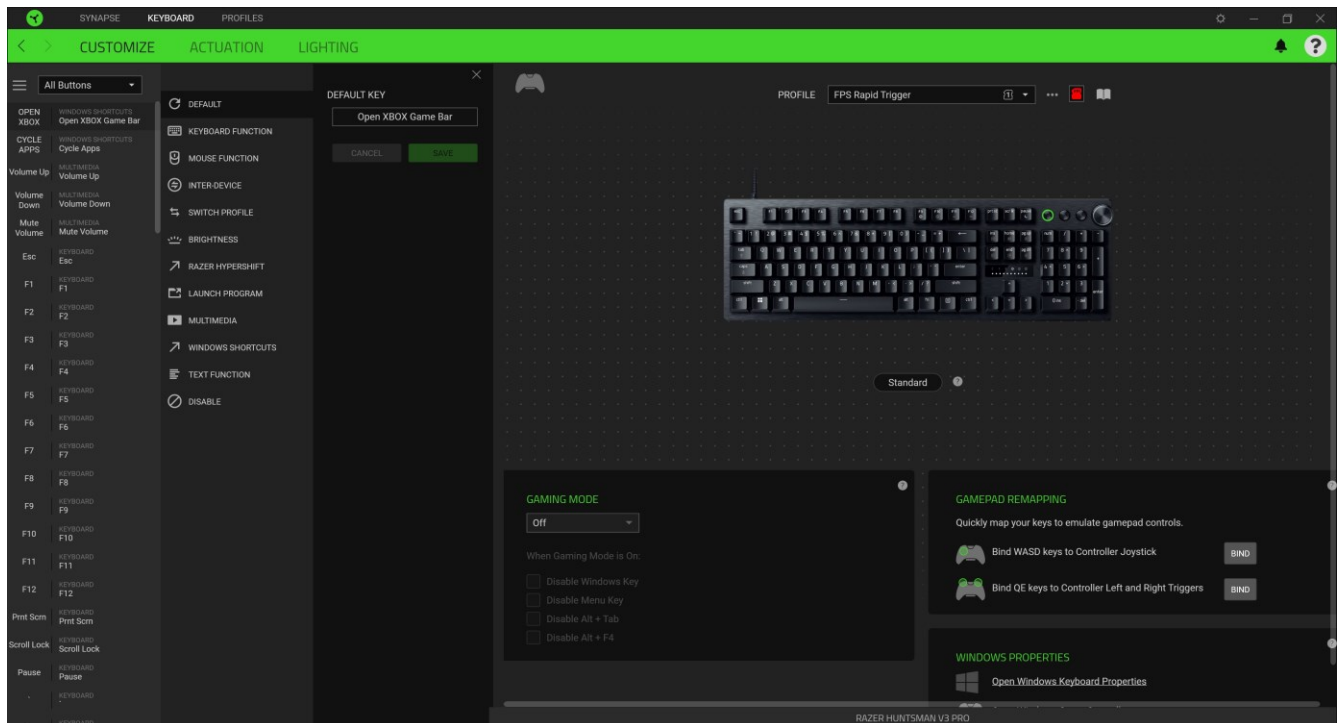 SYNAPSE KEYBOARD PROFILES
CUSTOMIZE ACTUATION LIGHTING
All Buttons
OPEN XBOX
WINDOWS SHORTCUTS
Open XBOX Game Bar
CYCLE APPS
WINDOWS SHORTCUTS
Cycle Apps
Volume Up
MULTIMEDIA
Volume Up
Volume Down
MULTIMEDIA
Volume Down
Mute Volume
MULTIMEDIA
Mute Volume
Esc
KEYBOARD
Esc
F1
KEYBOARD
F1
F2
KEYBOARD
F2
F3
KEYBOARD
F3
F4
KEYBOARD
F4
F5
KEYBOARD
F5
F6
KEYBOARD
F6
F7
KEYBOARD
F7
F8
KEYBOARD
F8
F9
KEYBOARD
F9
F10
KEYBOARD
F10
F11
KEYBOARD
F11
F12
KEYBOARD
F12
Prnt Scrn
KEYBOARD
Prnt Scrn
Scroll Lock
KEYBOARD
Scroll Lock
Pause
KEYBOARD
Pause
KEYBOARD
DEFAULT
KEYBOARD FUNCTION
MOUSE FUNCTION
INTER-DEVICE
SWITCH PROFILE
BRIGHTNESS
RAZER HYPERSHIFT
LAUNCH PROGRAM
MULTIMEDIA
WINDOWS SHORTCUTS
TEXT FUNCTION
DISABLE
DEFAULT KEY
Open XBOX Game Bar
CANCEL SAVE
PROFILE FPS Rapid Trigger 1
Standard
GAMING MODE
Off
When Gaming Mode is On:
Disable Windows Key
Disable Menu Key
Disable Alt + Tab
Disable Alt + F4
GAMEPAD REMAPPING
Quickly map your keys to emulate gamepad controls.
Bind WASD keys to Controller Joystick BIND
Bind QE keys to Controller Left and Right Triggers BIND
WINDOWS PROPERTIES
Open Windows Keyboard Properties
RAZER HUNTSMAN V3 PRO